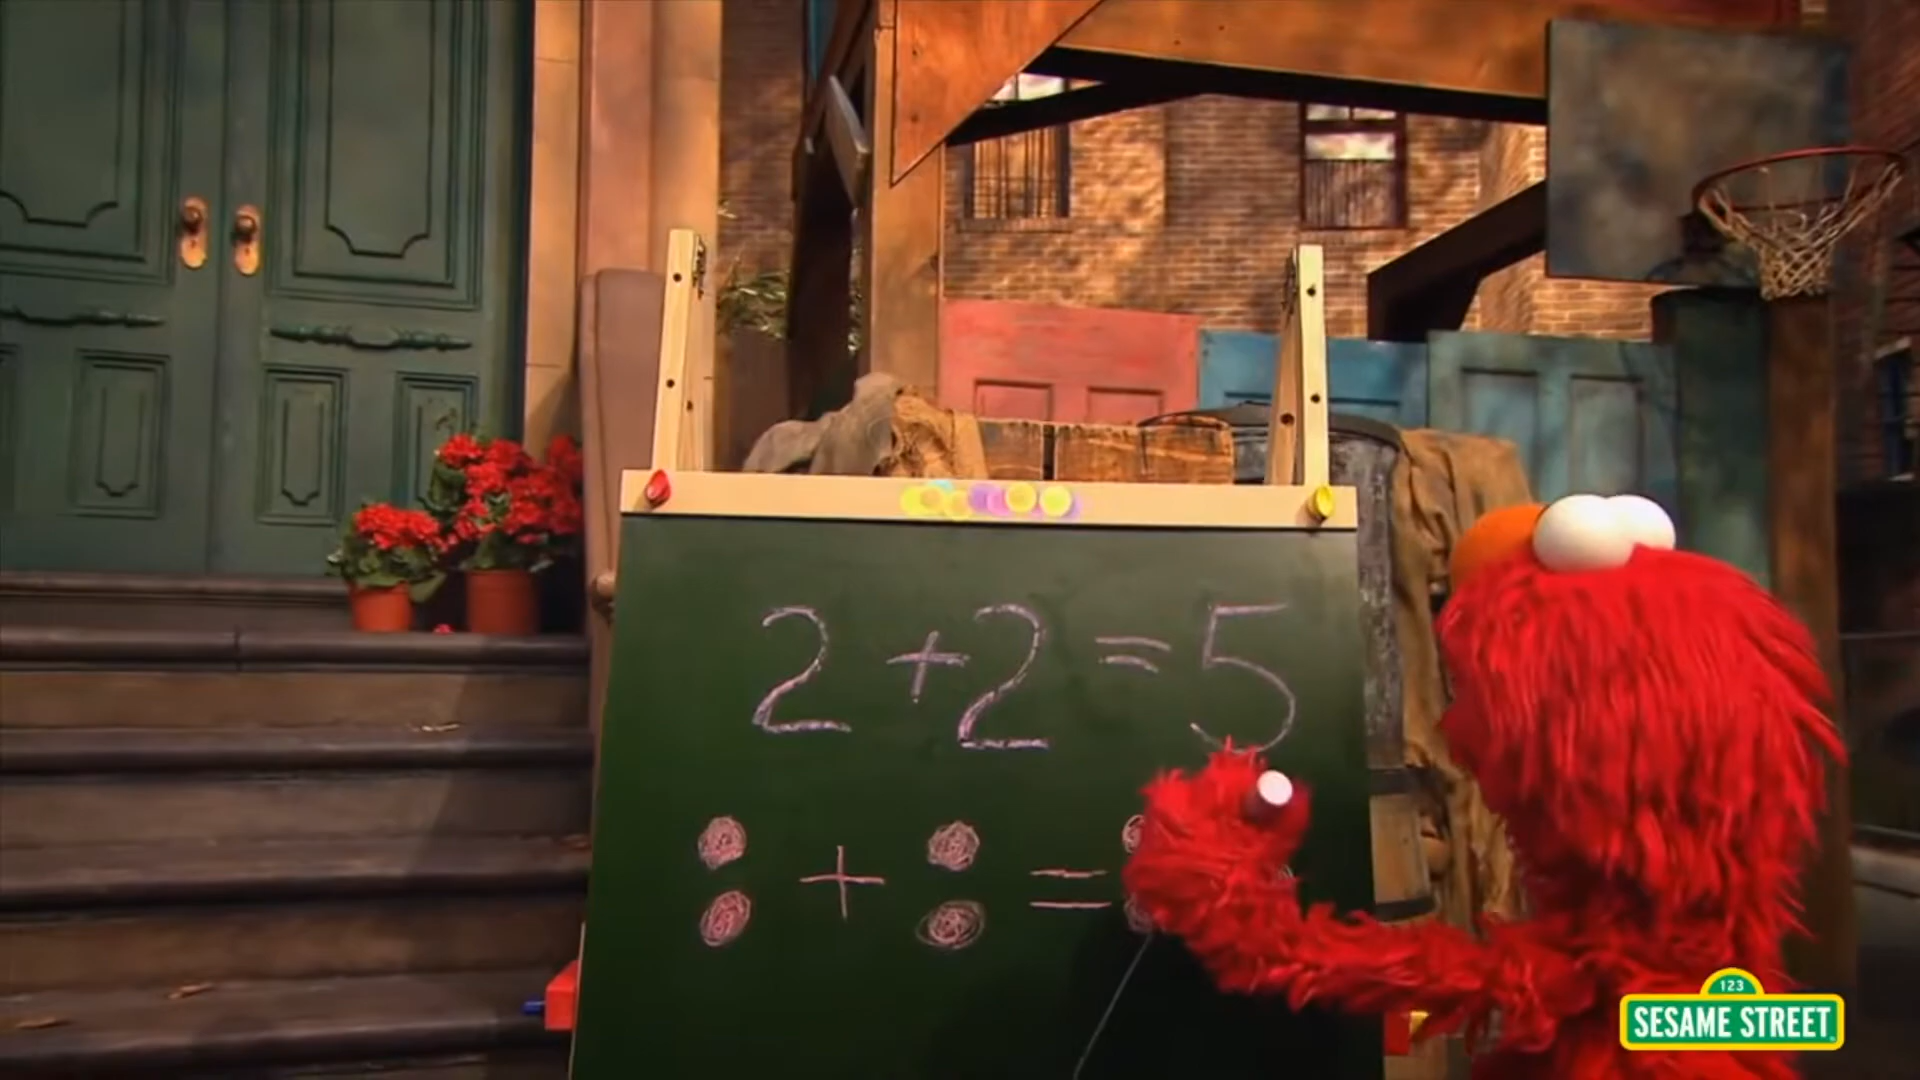 2 + 2 = 5
+ =
123
SESAME STREET